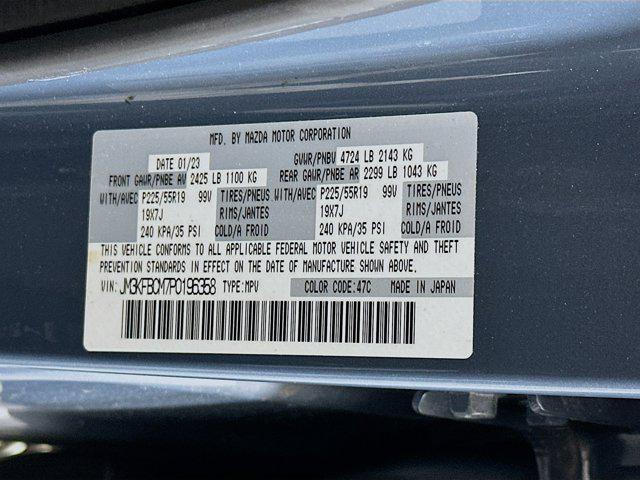 MFD. BY MAZDA MOTOR CORPORATION
DATE 01/23 GVWR/PNBV 4724 LB 2143 KG
FRONT GAWR/PNBE AV 2425 LB 1100 KG REAR GAWR/PNBE AR 2299 LB 1043 KG
WITH/AVEC P225/55R19 99V TIRES/PNEUS WITH/AVEC P225/55R19 99V TIRES/PNEUS
19X7J RIMS/JANTES 19X7J RIMS/JANTES
240 KPA/35 PSI COLD/A FROID 240 KPA/35 PSI COLD/A FROID
THIS VEHICLE CONFORMS TO ALL APPLICABLE FEDERAL MOTOR VEHICLE SAFETY AND THEFT
PREVENTION STANDARDS IN EFFECT ON THE DATE OF MANUFACTURE SHOWN ABOVE.
VIN: JM3KFBCM7P0196358 TYPE:MPV COLOR CODE:47C MADE IN JAPAN